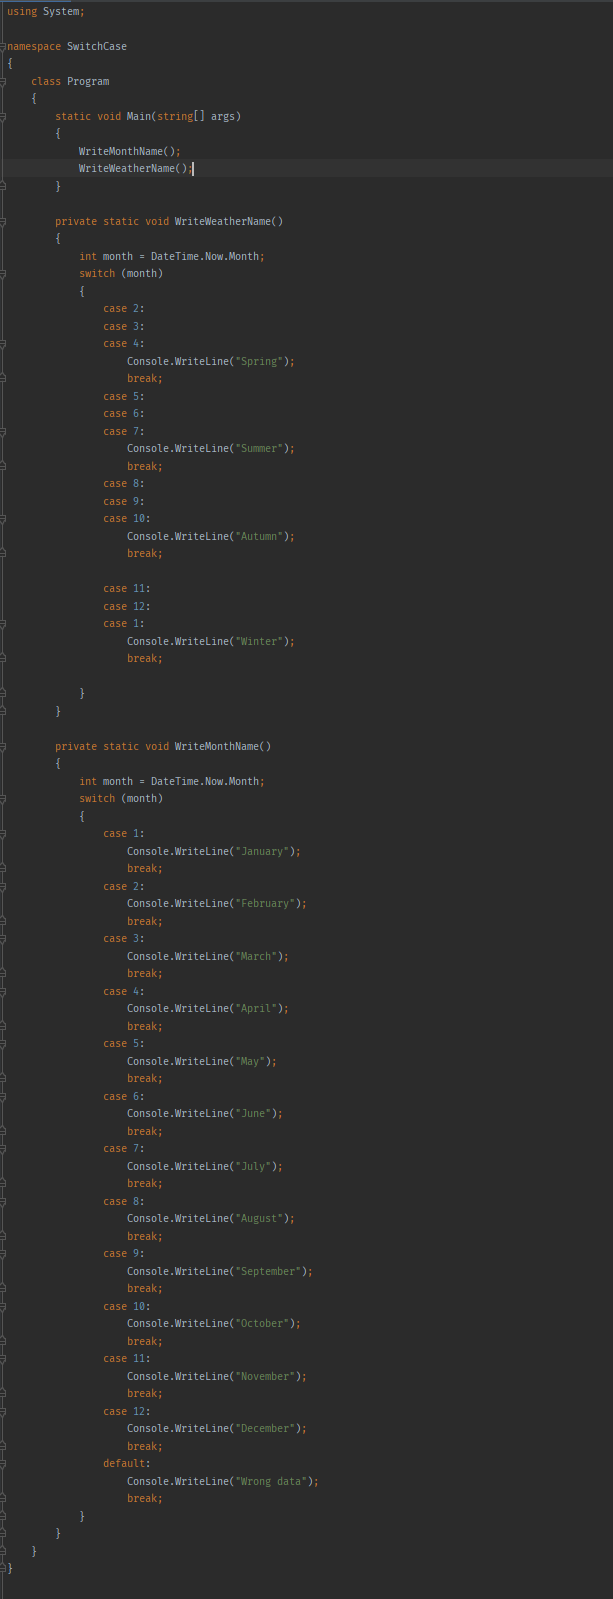 using System;
namespace SwitchCase
{
    class Program
    {
        static void Main(string[] args)
        {
            WriteMonthName();
            WriteWeatherName();
        }
        private static void WriteWeatherName()
        {
            int month = DateTime.Now.Month;
            switch (month)
            {
                case 2:
                case 3:
                case 4:
                    Console.WriteLine("Spring");
                    break;
                case 5:
                case 6:
                case 7:
                    Console.WriteLine("Summer");
                    break;
                case 8:
                case 9:
                case 10:
                    Console.WriteLine("Autumn");
                    break;
                case 11:
                case 12:
                case 1:
                    Console.WriteLine("Winter");
                    break;
            }
        }
        private static void WriteMonthName()
        {
            int month = DateTime.Now.Month;
            switch (month)
            {
                case 1:
                    Console.WriteLine("January");
                    break;
                case 2:
                    Console.WriteLine("February");
                    break;
                case 3:
                    Console.WriteLine("March");
                    break;
                case 4:
                    Console.WriteLine("April");
                    break;
                case 5:
                    Console.WriteLine("May");
                    break;
                case 6:
                    Console.WriteLine("June");
                    break;
                case 7:
                    Console.WriteLine("July");
                    break;
                case 8:
                    Console.WriteLine("August");
                    break;
                case 9:
                    Console.WriteLine("September");
                    break;
                case 10:
                    Console.WriteLine("October");
                    break;
                case 11:
                    Console.WriteLine("November");
                    break;
                case 12:
                    Console.WriteLine("December");
                    break;
                default:
                    Console.WriteLine("Wrong data");
                    break;
            }
        }
    }
}